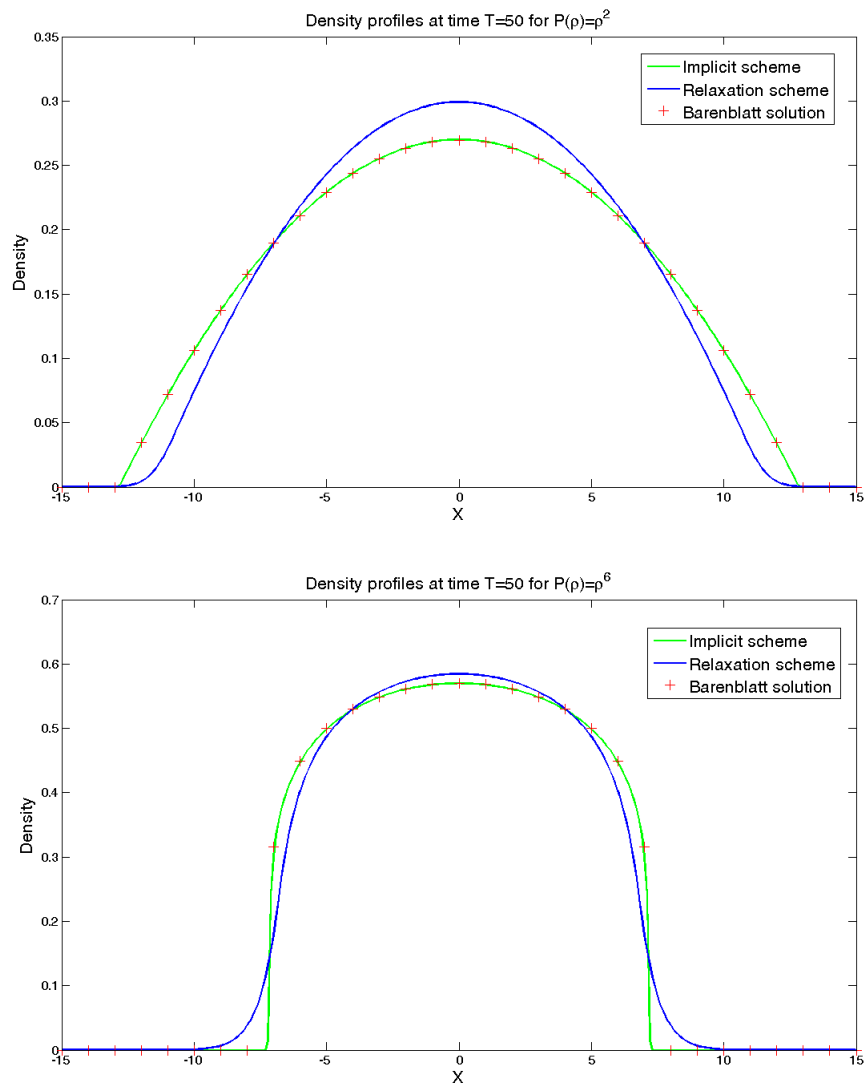 Density profiles at time T=50 for P(ρ)=ρ²
0.35
0.3
0.25
0.2
0.15
0.1
0.05
0
Density
Implicit scheme
Relaxation scheme
Barenblatt solution
-15 -10 -5 0 5 10 15
X
Density profiles at time T=50 for P(ρ)=ρ⁶
0.7
0.6
0.5
0.4
0.3
0.2
0.1
0
Density
Implicit scheme
Relaxation scheme
Barenblatt solution
-15 -10 -5 0 5 10 15
X